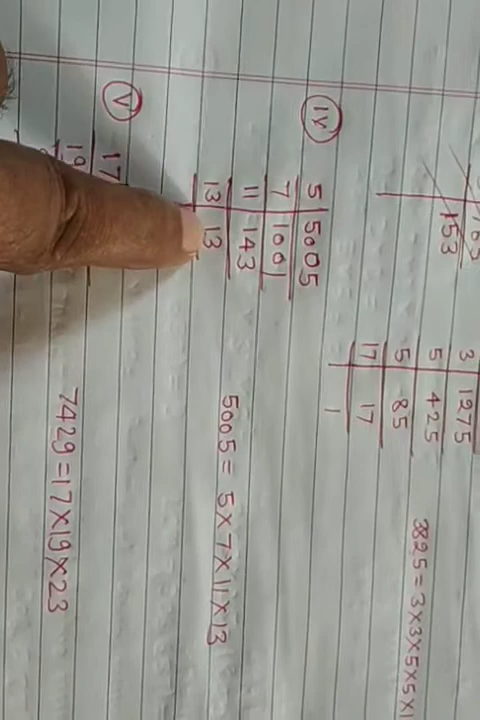 153
3 1275
5 425
5 85
17 17
1
3825 = 3×3×5×5×1
IV
5 5005
7 1001
11 143
13 13
5005 = 5×7×11×13
V
17
19
7429 = 17×19×23